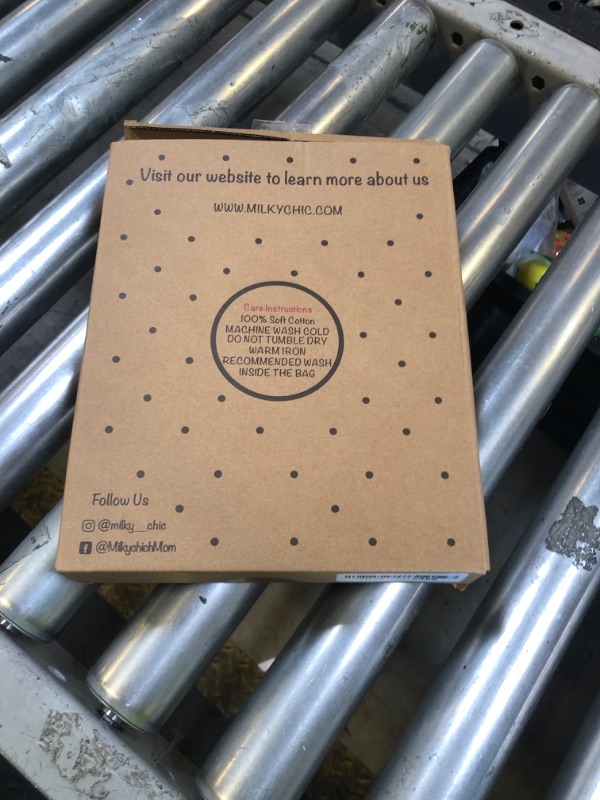 Visit our website to learn more about us
WWW.MILKYCHIC.COM
Care Instructions
100% Soft Cotton
MACHINE WASH COLD
DO NOT TUMBLE DRY
WARM IRON
RECOMMENDED WASH
INSIDE THE BAG
Follow Us
@milky__chic
@MilkychichMom